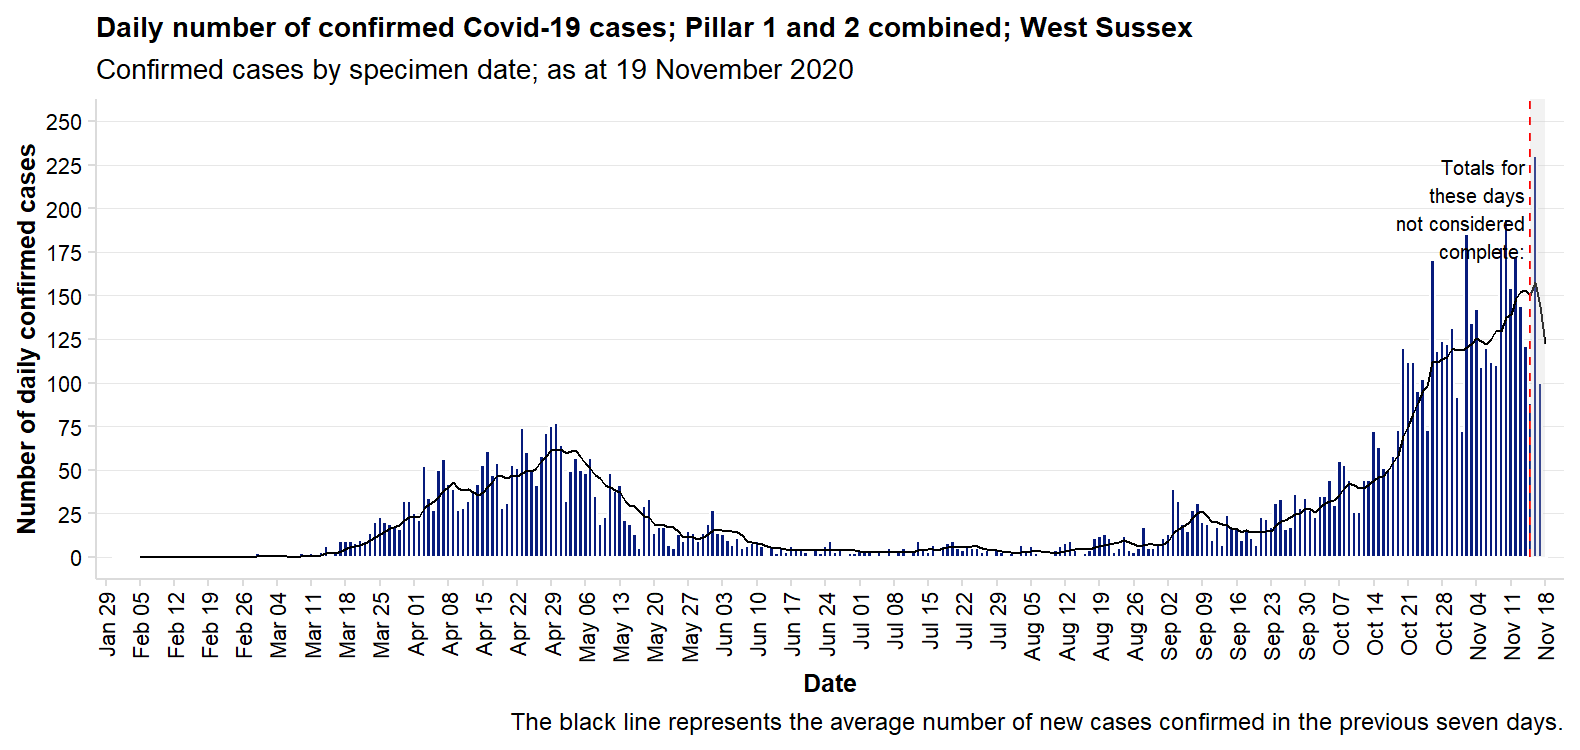 Daily number of confirmed Covid-19 cases; Pillar 1 and 2 combined; West Sussex
Confirmed cases by specimen date; as at 19 November 2020
Number of daily confirmed cases
250
225
200
175
150
125
100
75
50
25
0
Totals for
these days
not considered
complete:
Jan 29
Feb 05
Feb 12
Feb 19
Feb 26
Mar 04
Mar 11
Mar 18
Mar 25
Apr 01
Apr 08
Apr 15
Apr 22
Apr 29
May 06
May 13
May 20
May 27
Jun 03
Jun 10
Jun 17
Jun 24
Jul 01
Jul 08
Jul 15
Jul 22
Jul 29
Aug 05
Aug 12
Aug 19
Aug 26
Sep 02
Sep 09
Sep 16
Sep 23
Sep 30
Oct 07
Oct 14
Oct 21
Oct 28
Nov 04
Nov 11
Nov 18
Date
The black line represents the average number of new cases confirmed in the previous seven days.